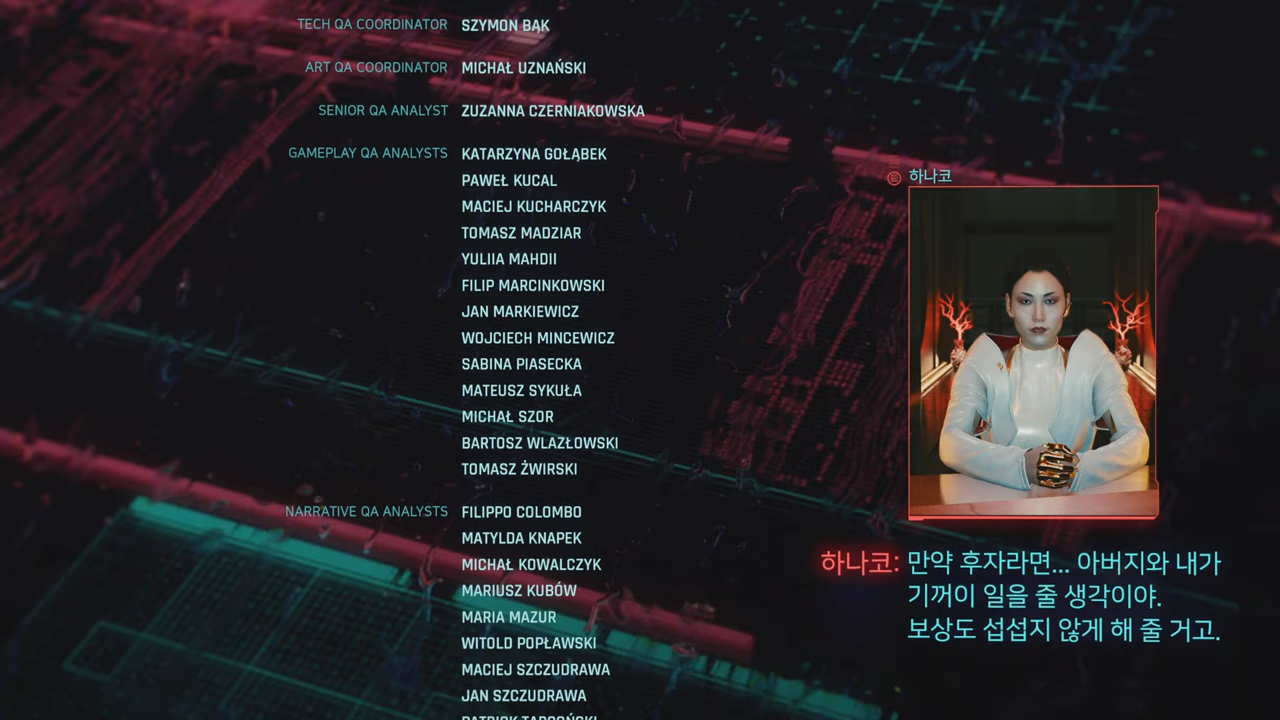 TECH QA COORDINATOR SZYMON BĄK
ART QA COORDINATOR MICHAŁ UZNAŃSKI
SENIOR QA ANALYST ZUZANNA CZERNIAKOWSKA
GAMEPLAY QA ANALYSTS KATARZYNA GOŁĄBEK
PAWEŁ KUCAL
MACIEJ KUCHARCZYK
TOMASZ MADZIAR
YULIIA MAHDII
FILIP MARCINKOWSKI
JAN MARKIEWICZ
WOJCIECH MINCEWICZ
SABINA PIASECKA
MATEUSZ SYKUŁA
MICHAŁ SZOR
BARTOSZ WLAZŁOWSKI
TOMASZ ŻWIRSKI
NARRATIVE QA ANALYSTS FILIPPO COLOMBO
MATYLDA KNAPEK
MICHAŁ KOWALCZYK
MARIUSZ KUBÓW
MARIA MAZUR
WITOLD POPŁAWSKI
MACIEJ SZCZUDRAWA
JAN SZCZUDRAWA
하나코
하나코: 만약 후자라면... 아버지와 내가
기꺼이 일을 줄 생각이야.
보상도 섭섭지 않게 해 줄 거고.